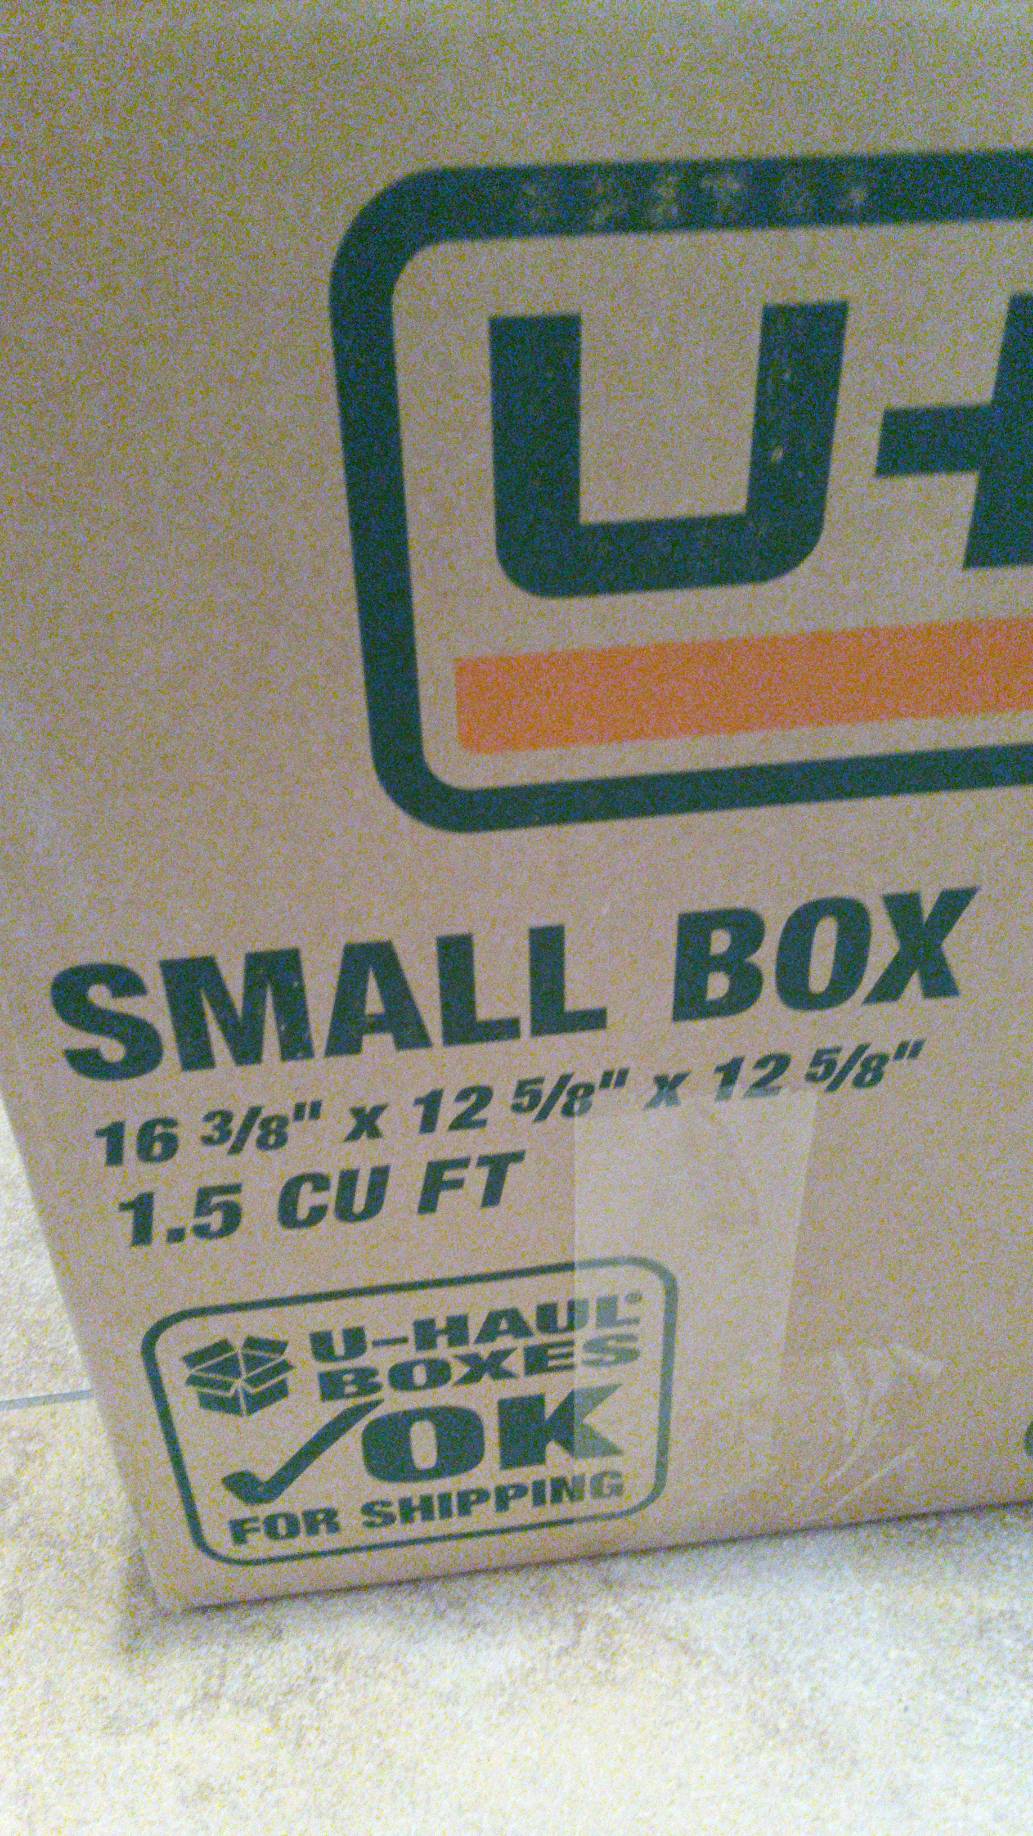 U-H
SMALL BOX
16 3/8" x 12 5/8" x 12 5/8"
1.5 CU FT
U-HAUL®
BOXES
OK
FOR SHIPPING